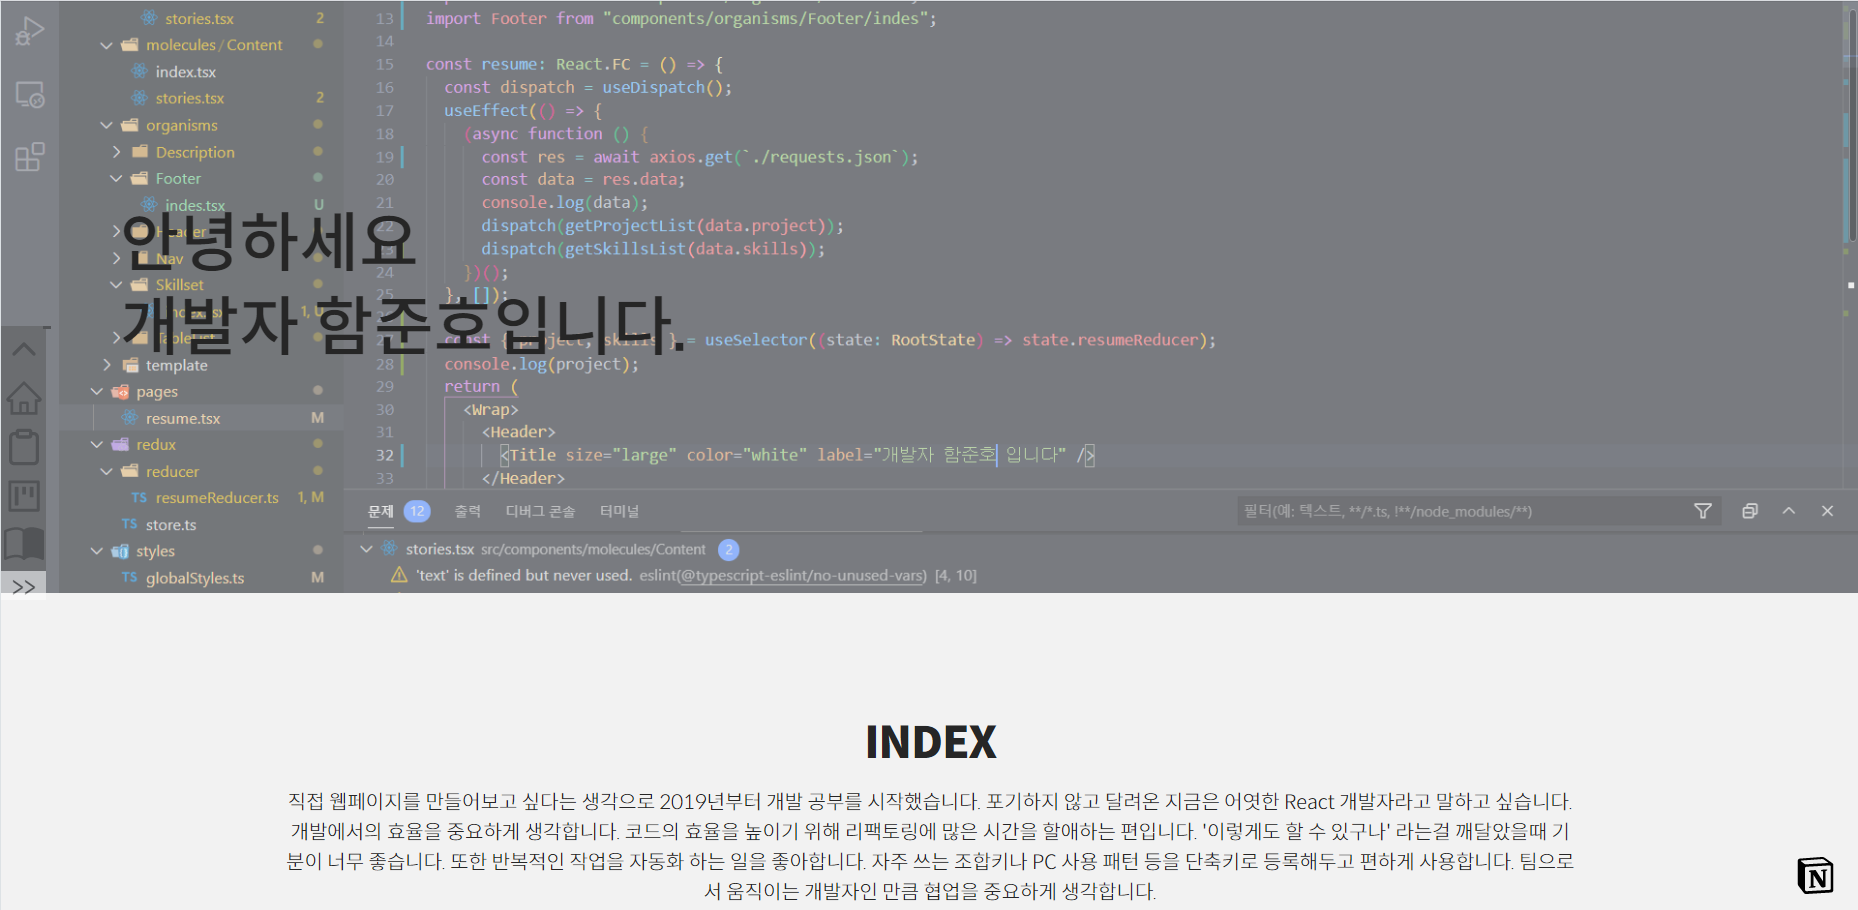 stories.tsx 2
molecules / Content
index.tsx
stories.tsx 2
organisms
Description
Footer
indes.tsx U
Header
Nav
Skillset
index.tsx 1, U
TableList
template
pages
resume.tsx M
redux
reducer
TS resumeReducer.ts 1, M
TS store.ts
styles
TS globalStyles.ts M
>>
안녕하세요
개발자 함준호입니다.
13 import Footer from "components/organisms/Footer/indes";
14
15 const resume: React.FC = () => {
16 const dispatch = useDispatch();
17 useEffect(() => {
18 (async function () {
19 const res = await axios.get(`./requests.json`);
20 const data = res.data;
21 console.log(data);
22 dispatch(getProjectList(data.project));
23 dispatch(getSkillsList(data.skills));
24 })();
25 }, []);
27 const { project, skills } = useSelector((state: RootState) => state.resumeReducer);
28 console.log(project);
29 return (
30 <Wrap>
31 <Header>
32 <Title size="large" color="white" label="개발자 함준호 입니다" />
33 </Header>
문제 12 출력 디버그 콘솔 터미널 필터(예: 텍스트, **/*.ts, !**/node_modules/**)
stories.tsx src/components/molecules/Content 2
'text' is defined but never used. eslint(@typescript-eslint/no-unused-vars) [4, 10]
INDEX
직접 웹페이지를 만들어보고 싶다는 생각으로 2019년부터 개발 공부를 시작했습니다. 포기하지 않고 달려온 지금은 어엿한 React 개발자라고 말하고 싶습니다.
개발에서의 효율을 중요하게 생각합니다. 코드의 효율을 높이기 위해 리팩토링에 많은 시간을 할애하는 편입니다. '이렇게도 할 수 있구나' 라는걸 깨달았을때 기
분이 너무 좋습니다. 또한 반복적인 작업을 자동화 하는 일을 좋아합니다. 자주 쓰는 조합키나 PC 사용 패턴 등을 단축키로 등록해두고 편하게 사용합니다. 팀으로
서 움직이는 개발자인 만큼 협업을 중요하게 생각합니다.
N